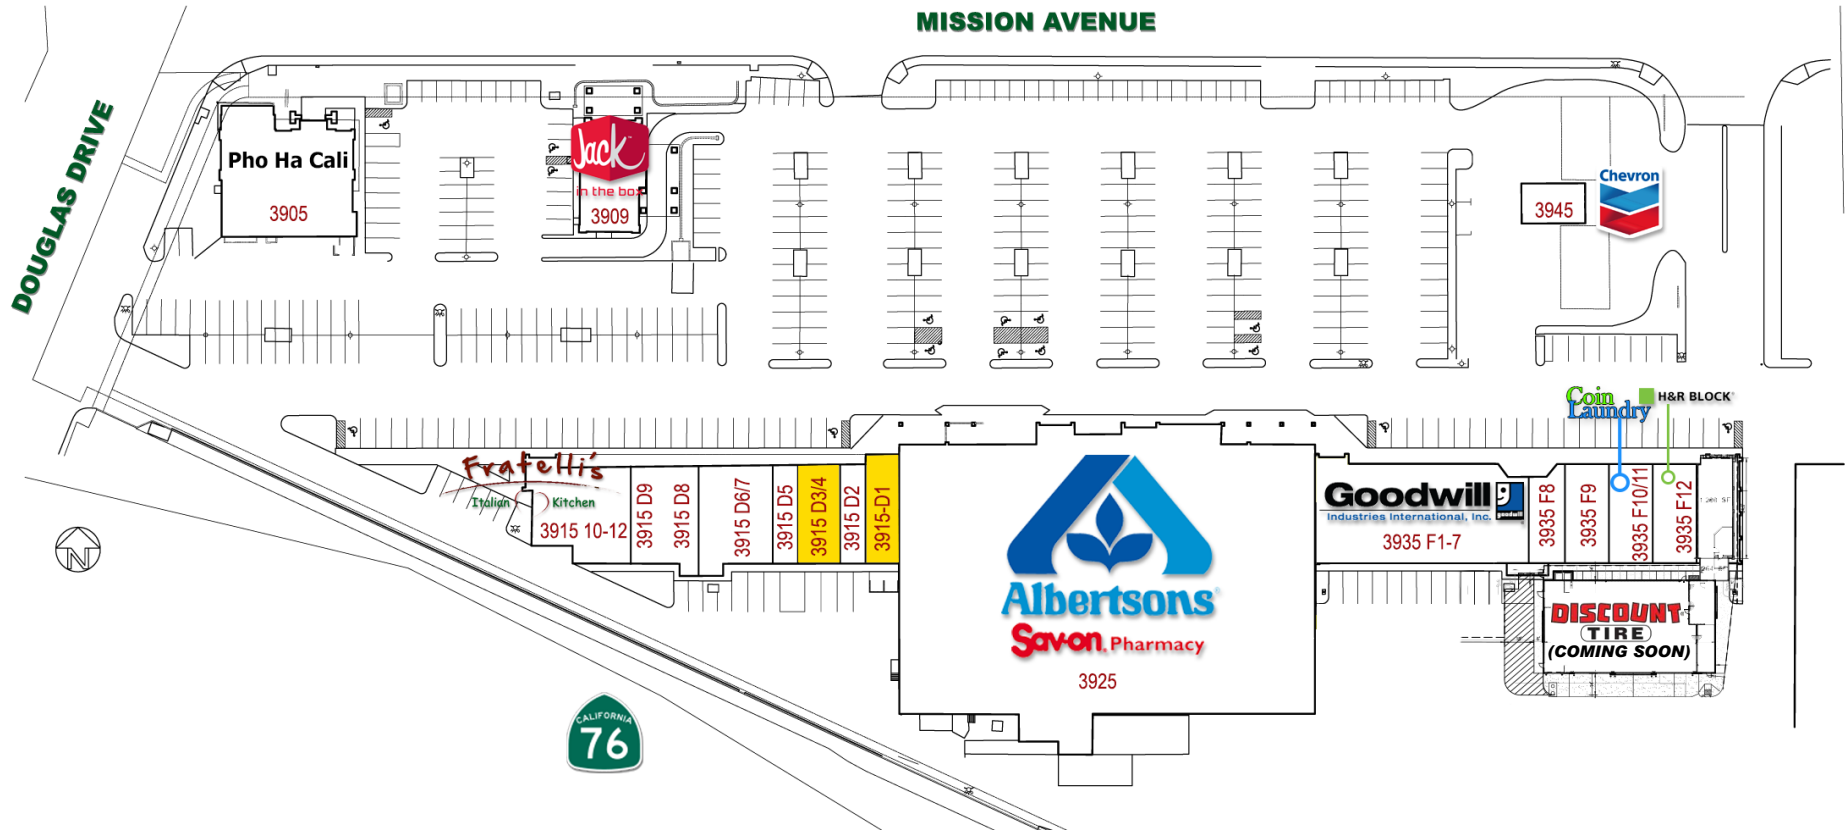 MISSION AVENUE
DOUGLAS DRIVE
Pho Ha Cali
3905
Jack
in the box
3909
Chevron
3945
Coin
Laundry
H&R BLOCK
Fratelli's
Italian Kitchen
3915 10-12
3915 D9
3915 D8
3915 D6/7
3915 D5
3915 D3/4
3915 D2
3915-D1
Albertsons
Sav-on Pharmacy
3925
Goodwill
goodwill
Industries International, Inc.
3935 F1-7
3935 F8
3935 F9
3935 F10/11
3935 F12
DISCOUNT
TIRE
(COMING SOON)
N
CALIFORNIA
76